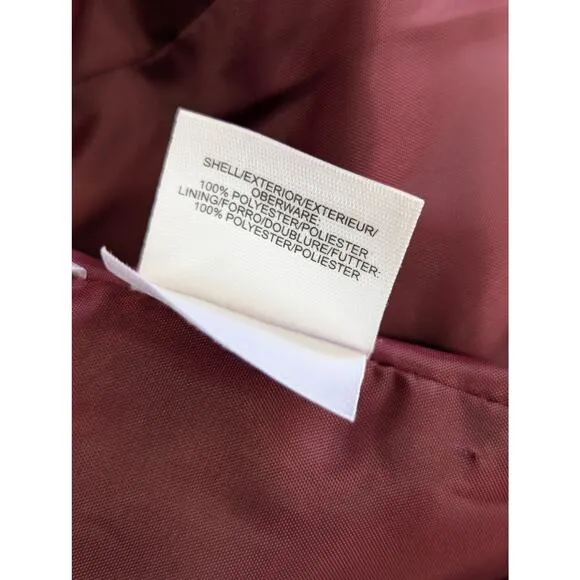 SHELL/EXTERIOR/EXTERIEUR/
OBERWARE:
100% POLYESTER/POLIESTER
LINING/FORRO/DOUBLURE/FUTTER:
100% POLYESTER/POLIESTER